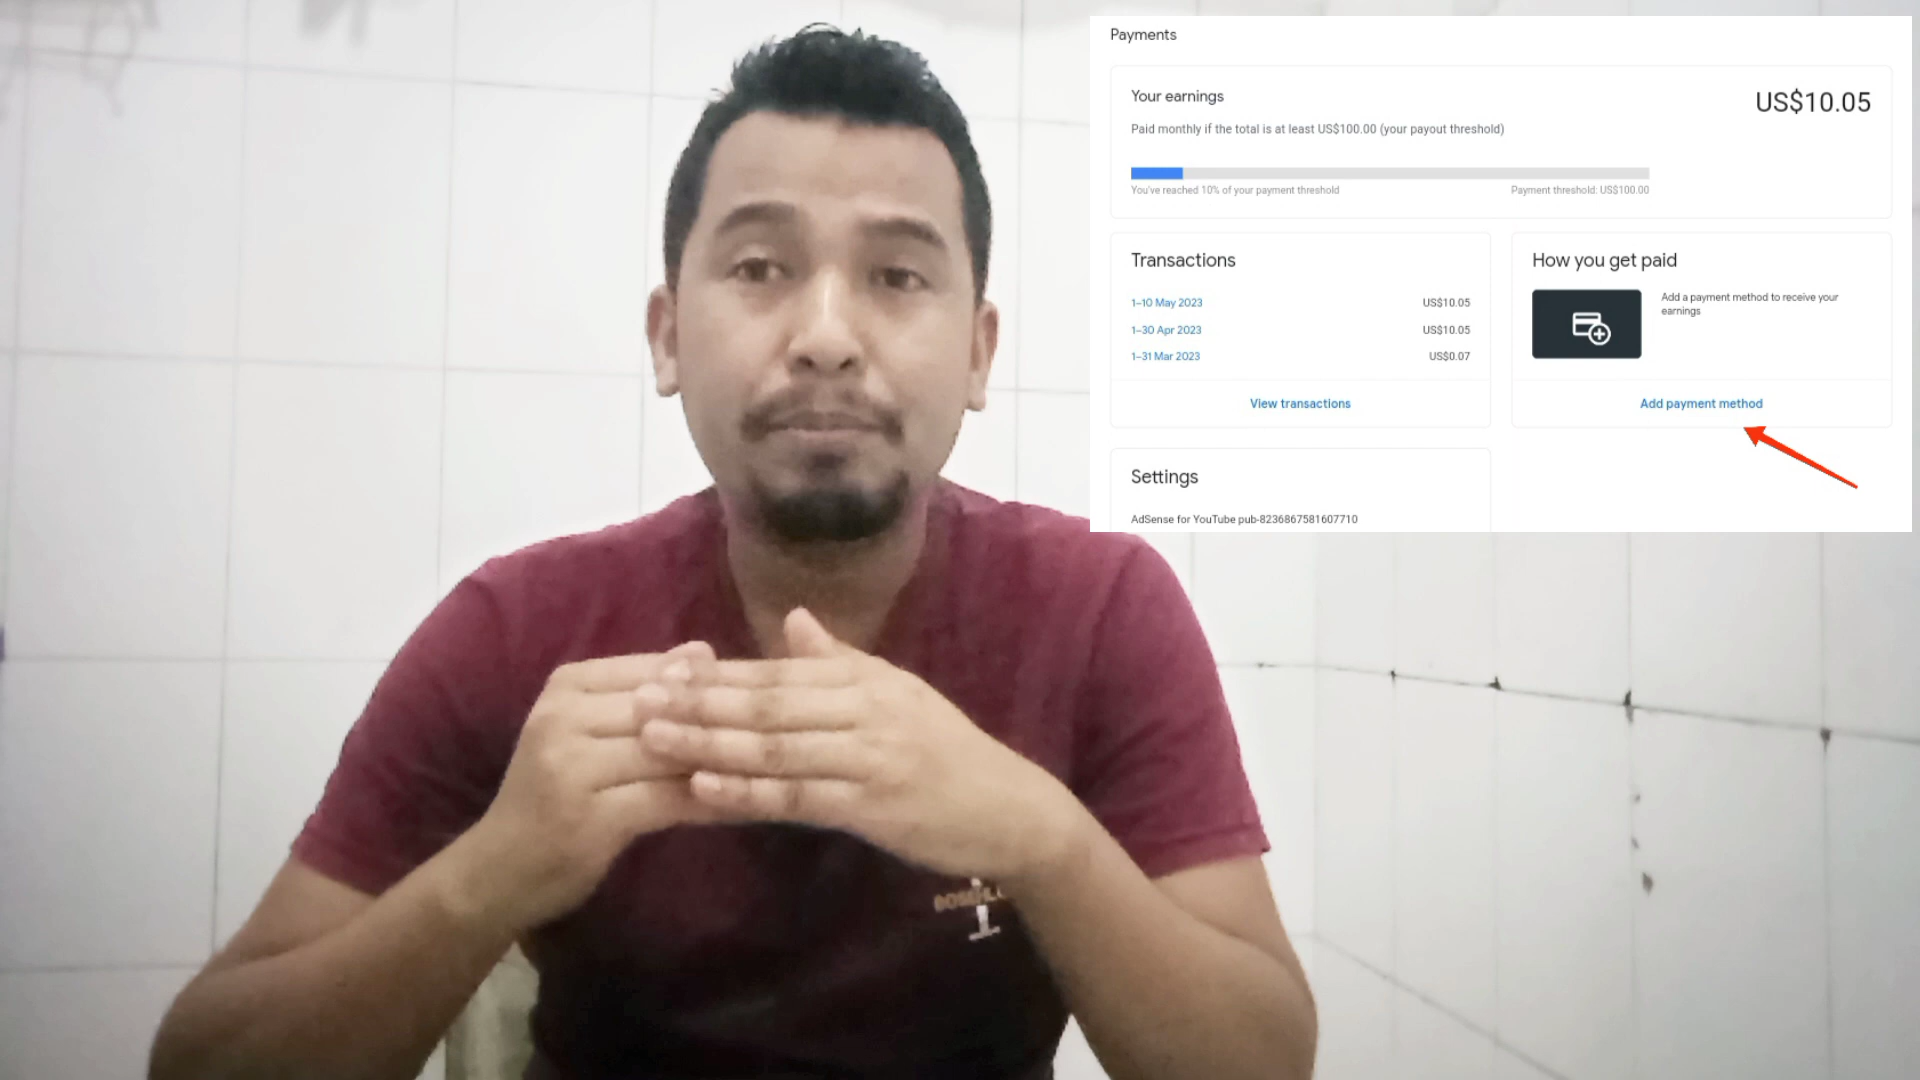 Payments
Your earnings
US$10.05
Paid monthly if the total is at least US$100.00 (your payout threshold)
You've reached 10% of your payment threshold
Payment threshold: US$100.00
Transactions
1–10 May 2023 US$10.05
1–30 Apr 2023 US$10.05
1–31 Mar 2023 US$0.07
View transactions
How you get paid
Add a payment method to receive your
earnings
Add payment method
Settings
AdSense for YouTube pub-8236867581607710